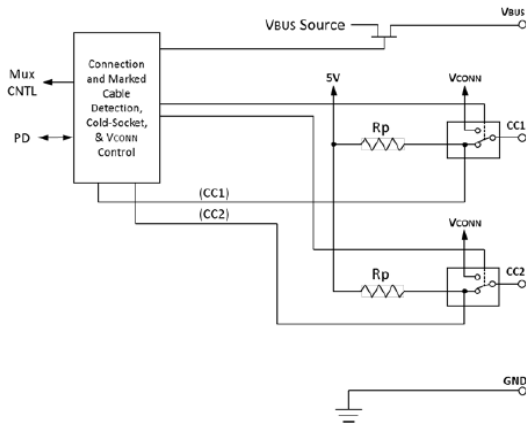 VBUS
VBUS Source
Connection
and Marked
Cable
Detection,
Cold-Socket,
& VCONN
Control
Mux
CNTL
PD
5V
VCONN
Rp
CC1
(CC1)
(CC2)
VCONN
Rp
CC2
GND